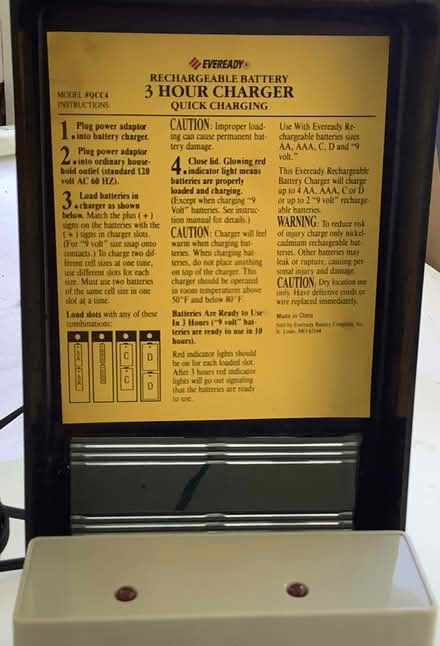 EVEREADY
RECHARGEABLE BATTERY
3 HOUR CHARGER
MODEL #QCC4
INSTRUCTIONS:
QUICK CHARGING
1. Plug power adaptor
into battery charger.
2. Plug power adaptor
into ordinary house-
hold outlet (standard 120
volt AC 60 HZ).
3. Load batteries in
charger as shown
below. Match the plus (+)
signs on the batteries with the
(+) signs in charger slots.
(For "9 volt" size snap onto
contacts.) To charge two dif-
ferent cell sizes at one time,
use different slots for each
size. Must use two batteries
of the same cell size in one
slot at a time.
Load slots with any of these
combinations:
C
C
D
D
CAUTION: Improper load-
ing can cause permanent bat-
tery damage.
4. Close lid. Glowing red
indicator light means
batteries are properly
loaded and charging.
(Except when charging "9
Volt" batteries. See instruc-
tion manual for details.)
CAUTION: Charger will feel
warm when charging bat-
teries. When charging bat-
teries, do not place anything
on top of the charger. This
charger should be operated
in room temperatures above
50°F and below 80°F.
Batteries Are Ready to Use
In 3 Hours ("9 volt" bat-
teries are ready to use in 10
hours).
Red indicator lights should
be on for each loaded slot.
After 3 hours red indicator
lights will go out signaling
that the batteries are ready
to use.
Use With Eveready Re-
chargeable batteries sizes
AA, AAA, C, D and "9
volt."
This Eveready Rechargeable
Battery Charger will charge
up to 4 AA, AAA, C or D
or up to 2 "9 volt" recharge-
able batteries.
WARNING: To reduce risk
of injury charge only nickel-
cadmium rechargeable bat-
teries. Other batteries may
leak or rupture, causing per-
sonal injury and damage.
CAUTION: Dry location use
only. Have defective cords or
wire replaced immediately.
Made in China
Sold by Eveready Battery Company, Inc.
St. Louis, MO